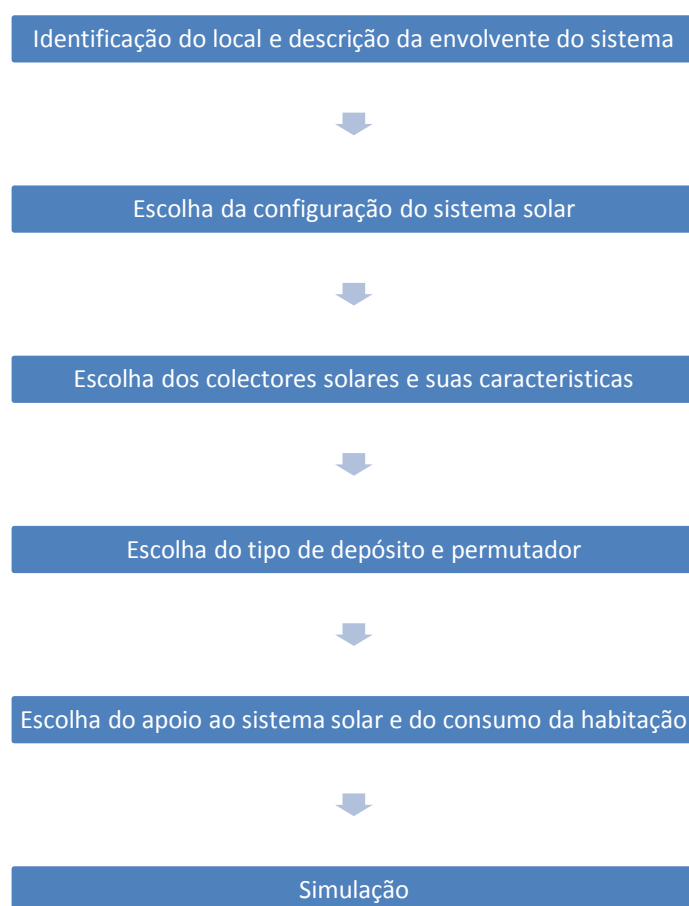 Identificação do local e descrição da envolvente do sistema
Escolha da configuração do sistema solar
Escolha dos colectores solares e suas caracteristicas
Escolha do tipo de depósito e permutador
Escolha do apoio ao sistema solar e do consumo da habitação
Simulação